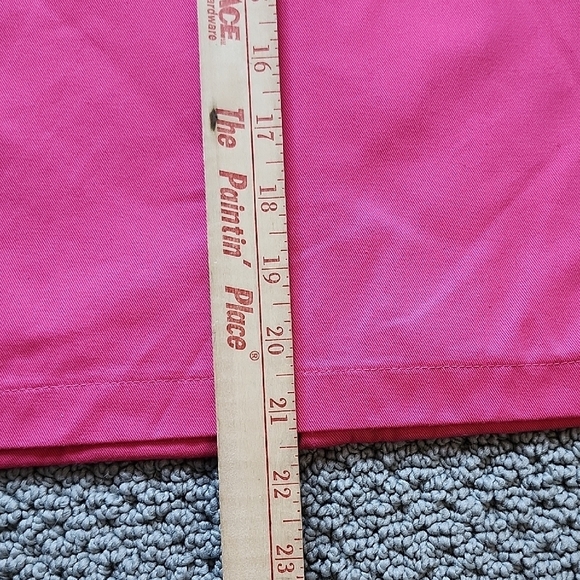 ACE
Hardware
The Paintin' Place®
16
17
18
19
20
21
22
23